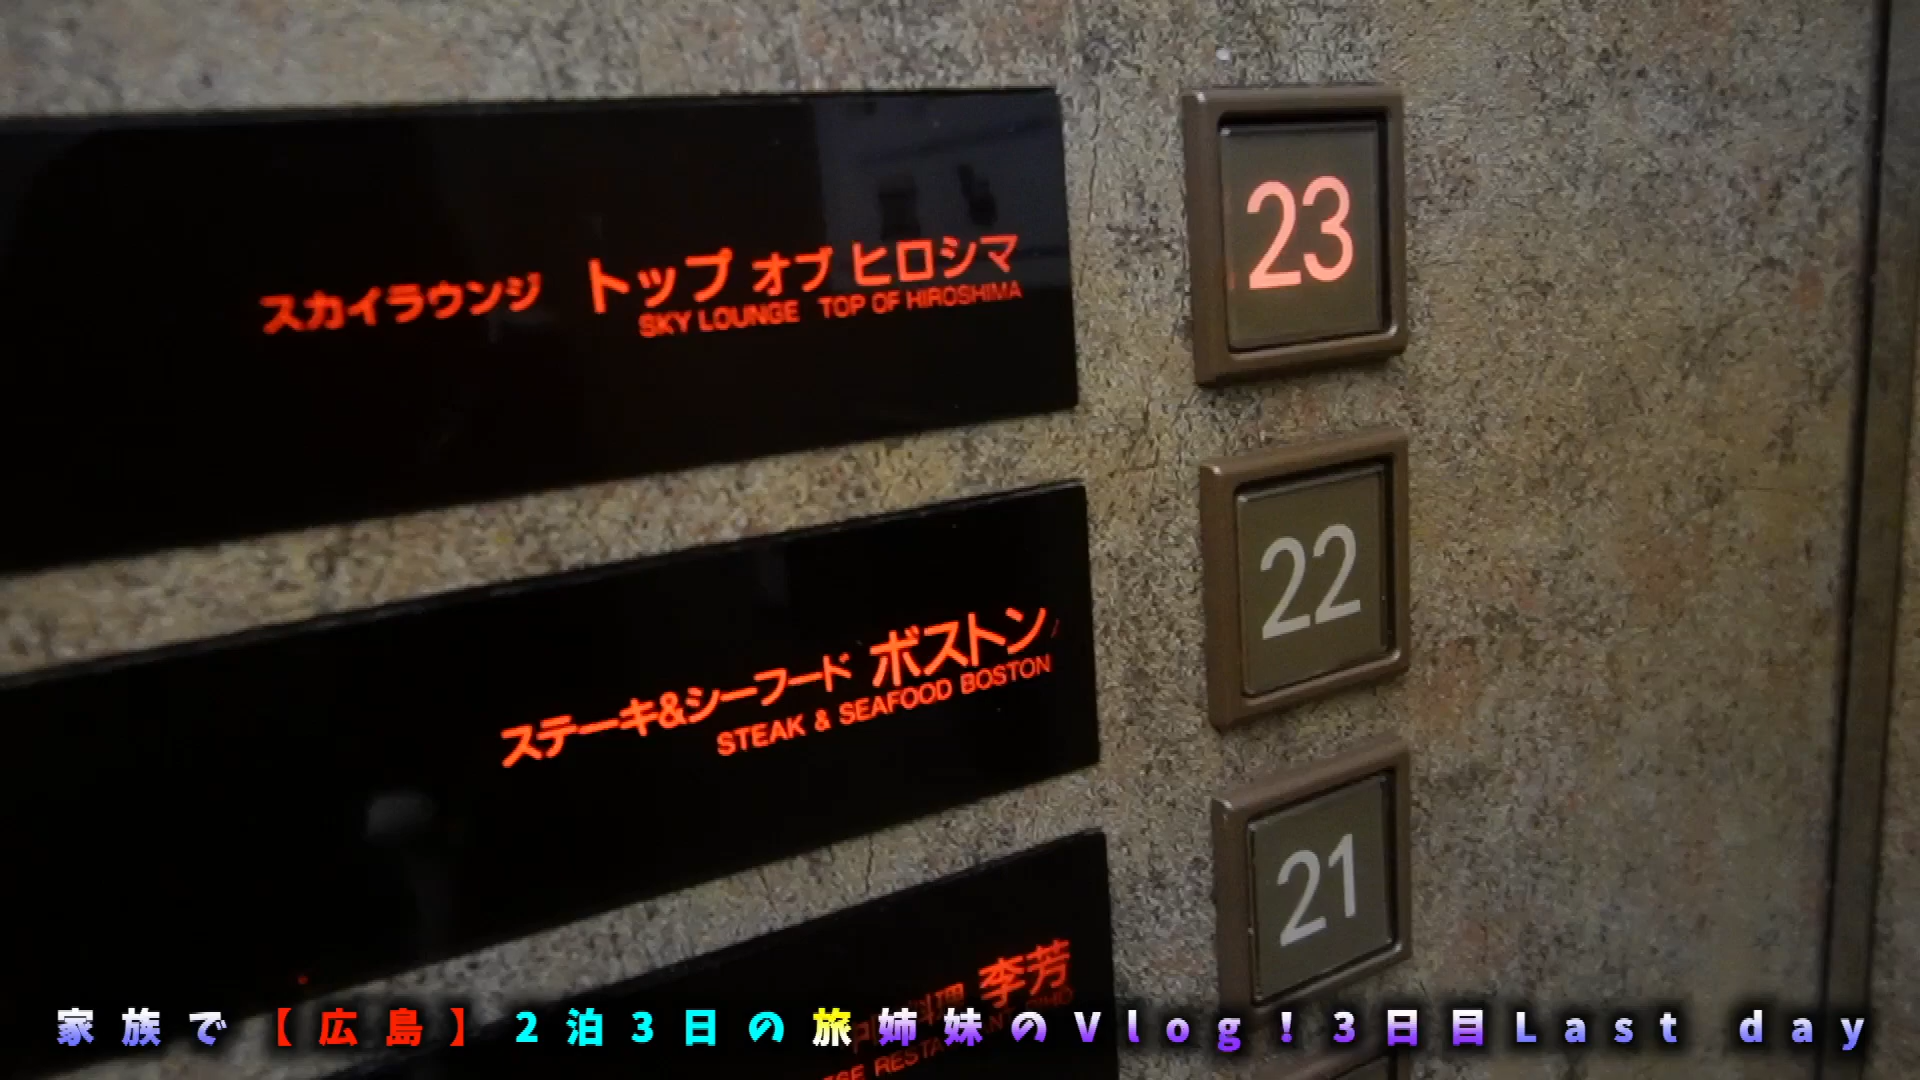 スカイラウンジ トップ オブ ヒロシマ
SKY LOUNGE TOP OF HIROSHIMA
23
ステーキ&シーフード ボストン
STEAK & SEAFOOD BOSTON
22
21
料理 李芳
家族で【広島】2泊3日の旅姉妹のVlog!3日目Last day